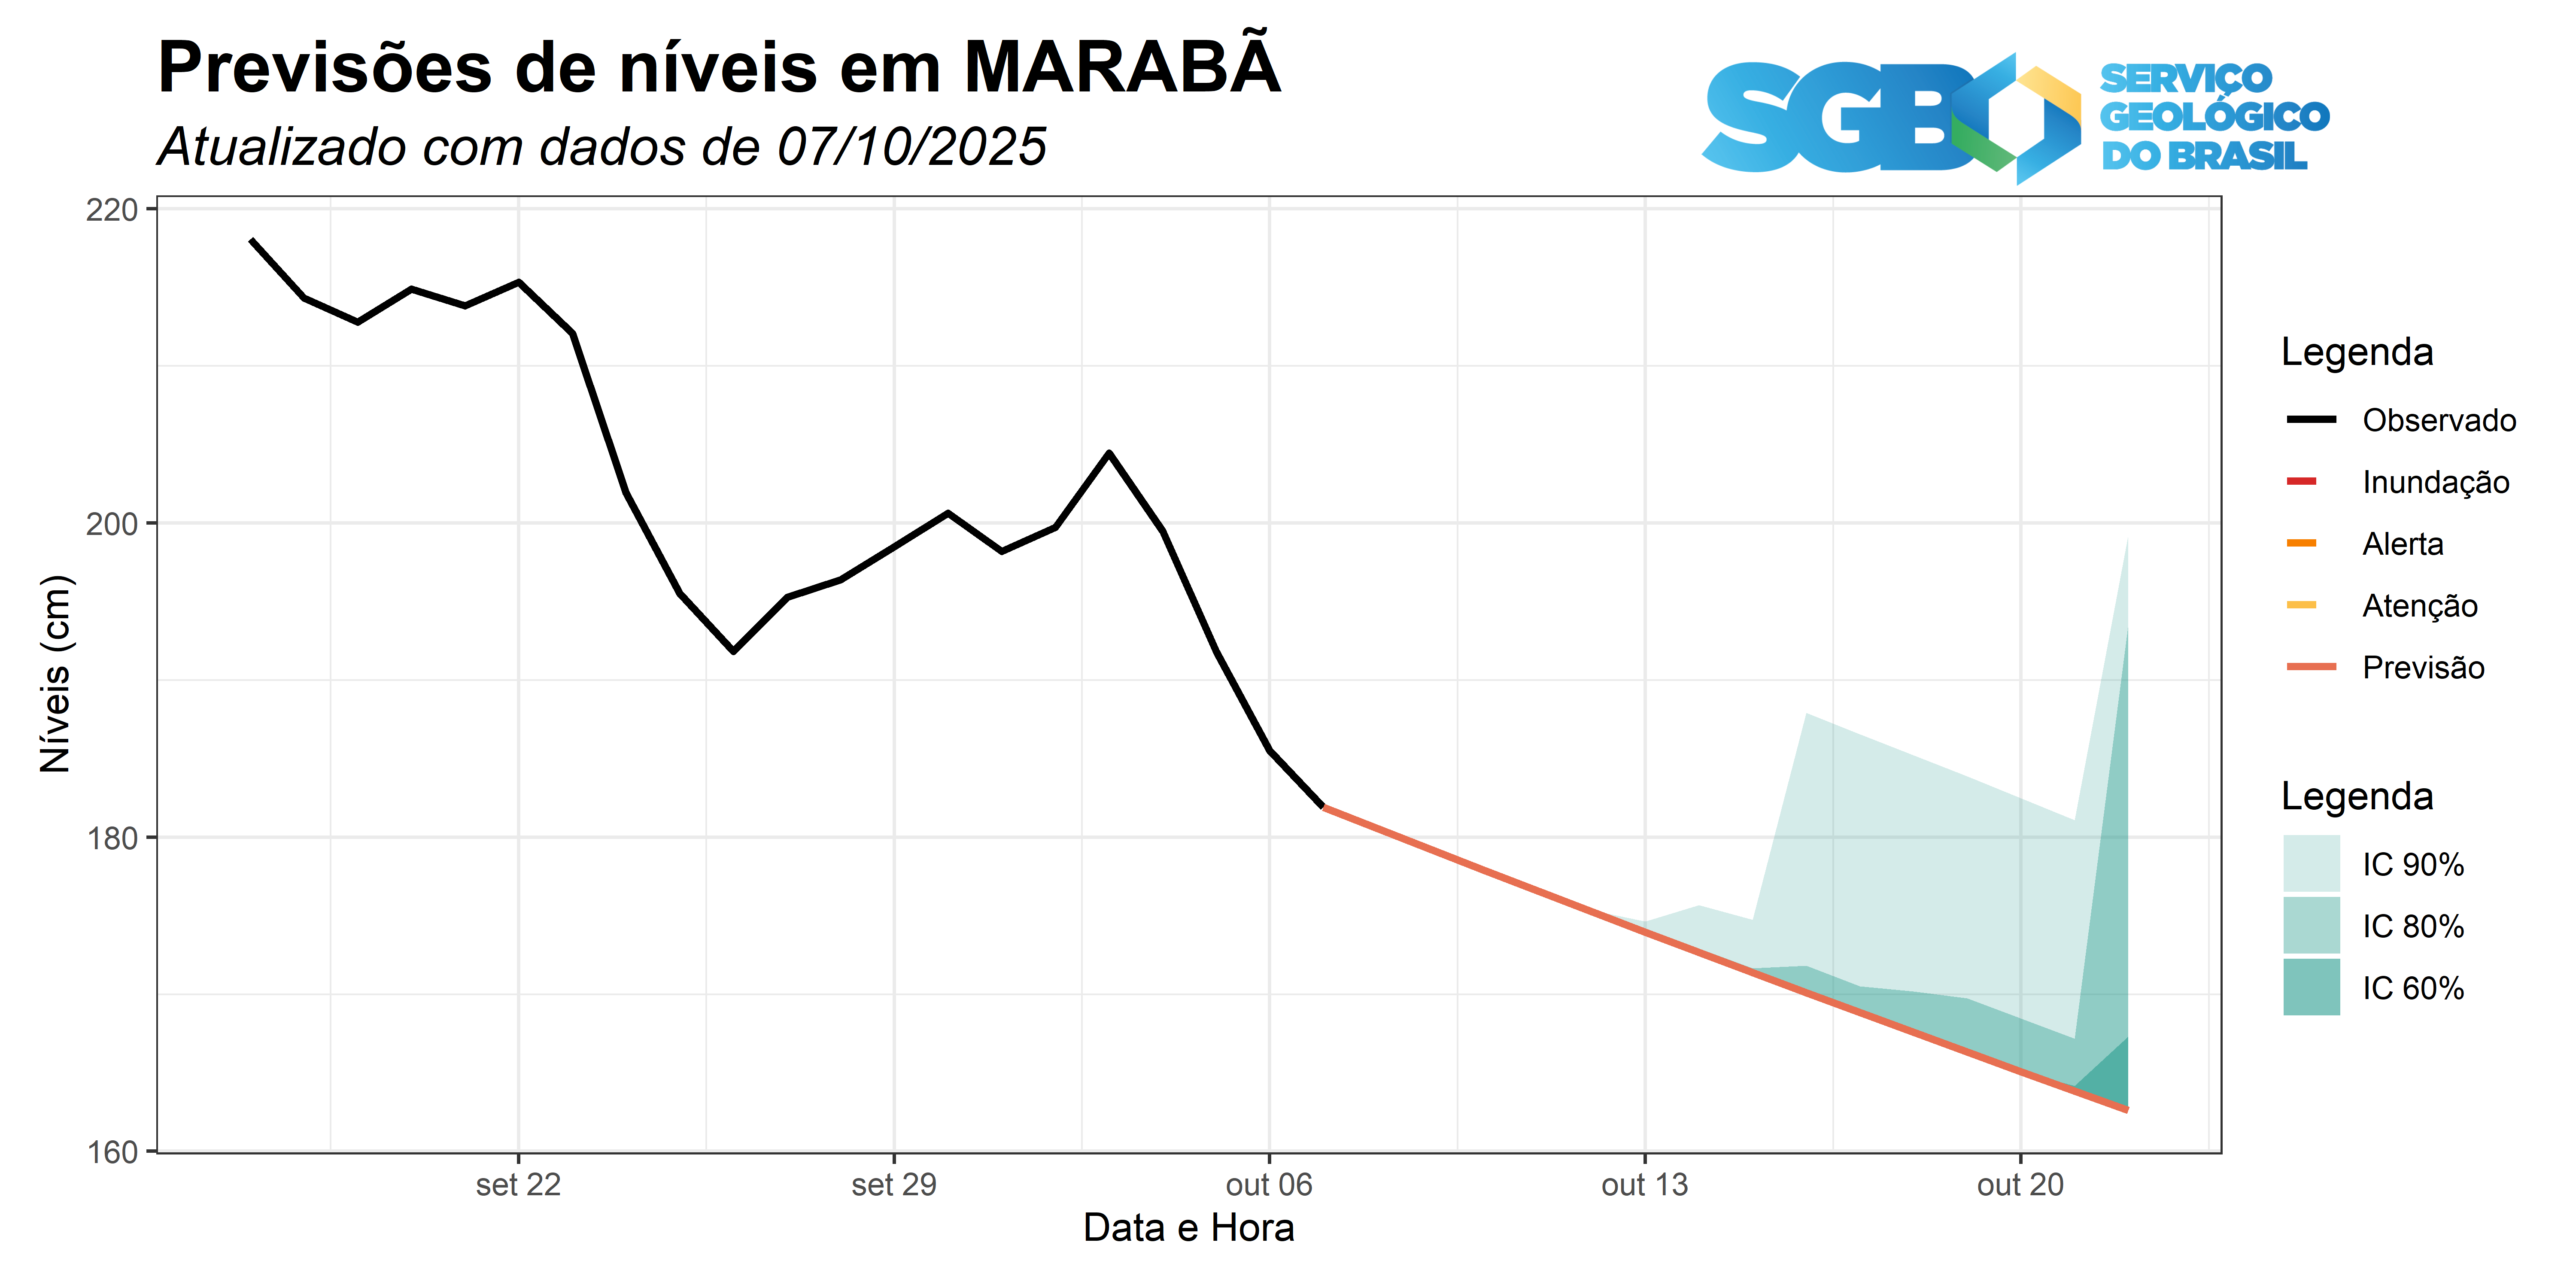 Previsões de níveis em MARABÃ
Atualizado com dados de 07/10/2025
SGB
SERVIÇO
GEOLÓGICO
DO BRASIL
220
200
180
160
Níveis (cm)
set 22
set 29
out 06
out 13
out 20
Data e Hora
Legenda
Observado
Inundação
Alerta
Atenção
Previsão
Legenda
IC 90%
IC 80%
IC 60%